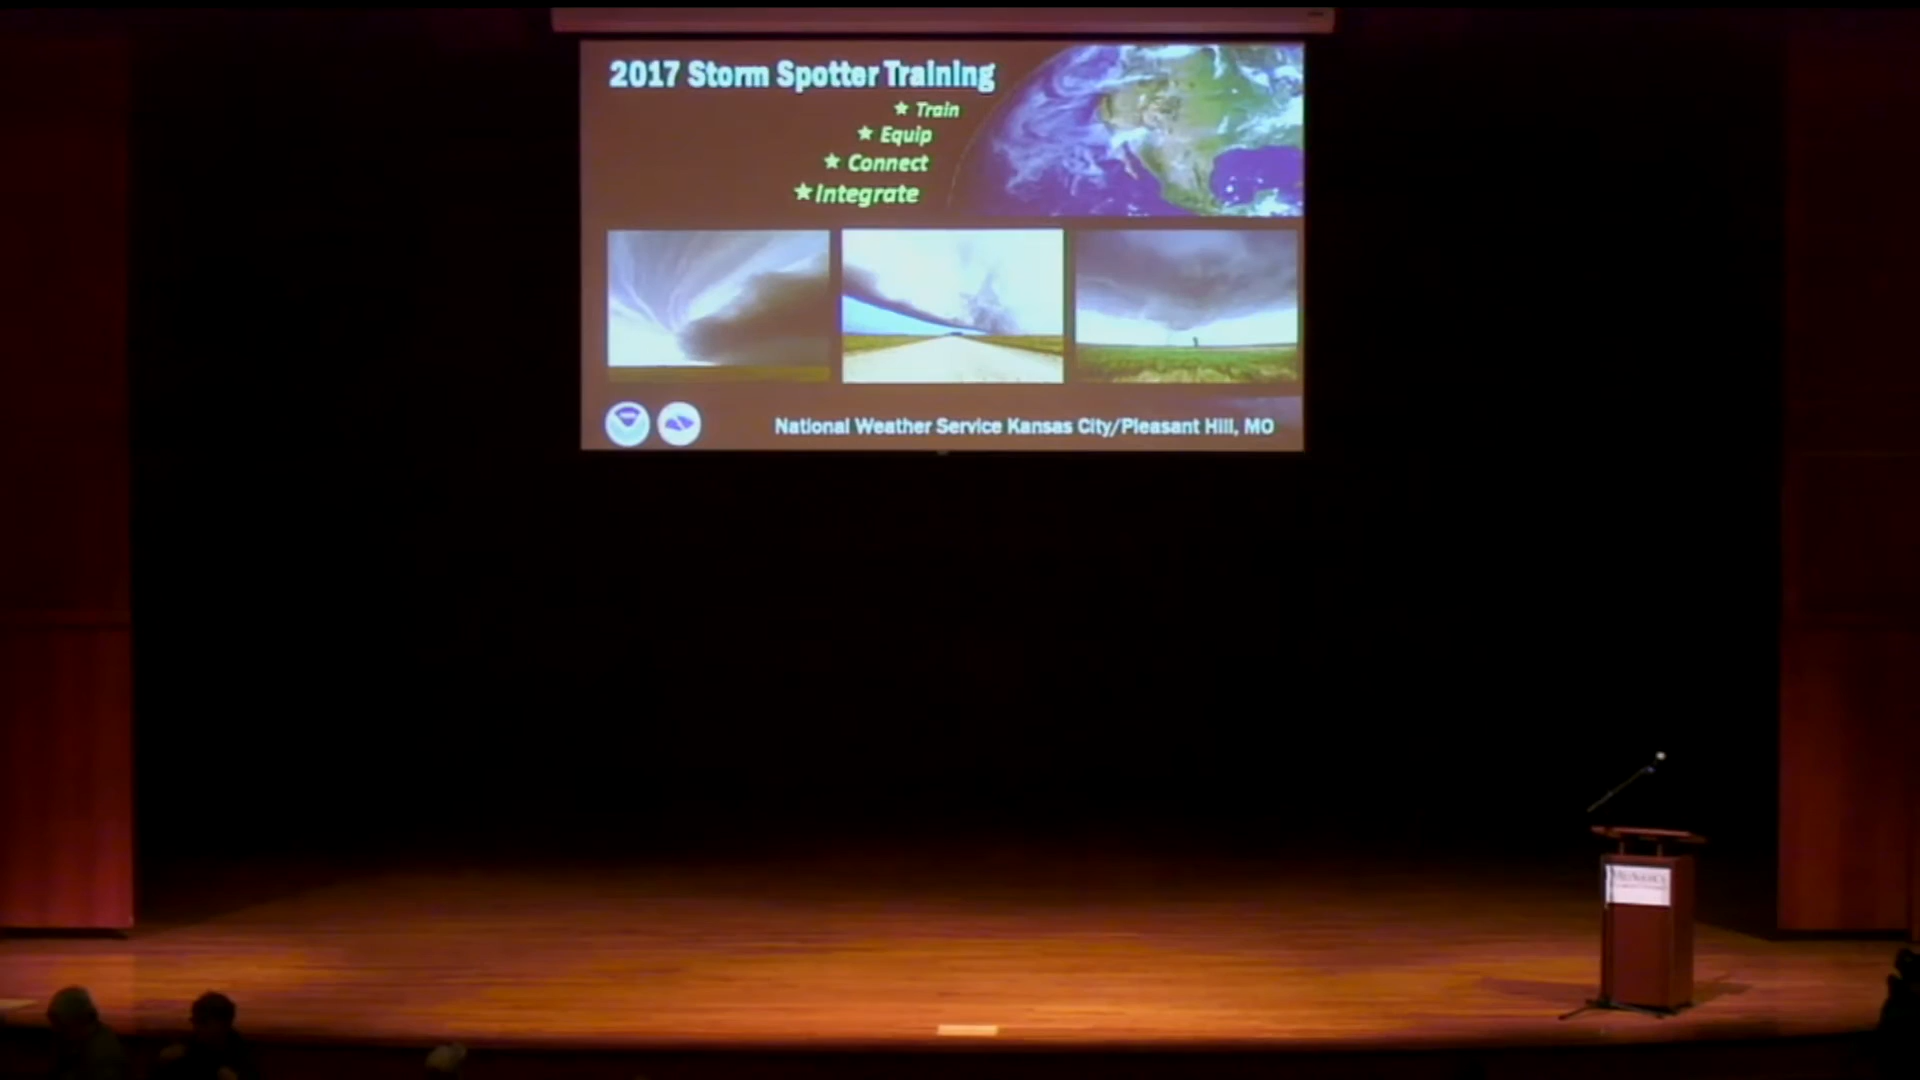 2017 Storm Spotter Training
★ Train
★ Equip
★ Connect
★ Integrate
National Weather Service Kansas City/Pleasant Hill, MO